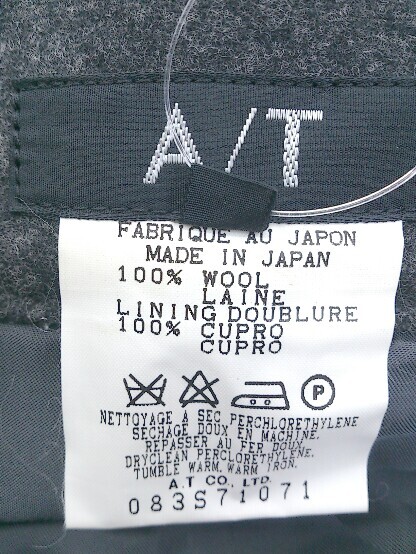 A/T
FABRIQUE AU JAPON
MADE IN JAPAN
100% WOOL
LAINE
LINING DOUBLURE
100% CUPRO
CUPRO
P
NETTOYAGE A SEC PERCHLORETHYLENE
SECHAGE DOUX EN MACHINE.
REPASSER AU FER DOUX.
DRYCLEAN PERCLORETHYLENE.
TUMBLE WARM. WARM IRON.
A.T CO. LTD.
083S71071